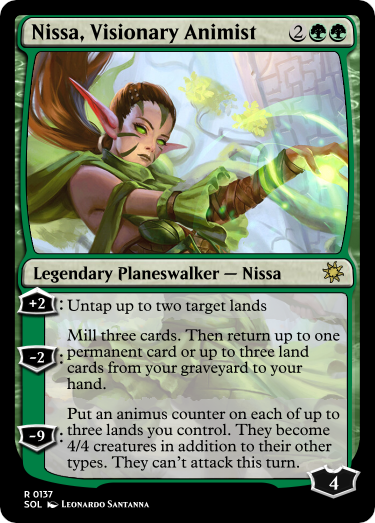 Nissa, Visionary Animist 2
Legendary Planeswalker — Nissa
+2: Untap up to two target lands
Mill three cards. Then return up to one
-2: permanent card or up to three land
cards from your graveyard to your
hand.
Put an animus counter on each of up to
three lands you control. They become
-9: 4/4 creatures in addition to their other
types. They can't attack this turn.
4
R 0137
SOL Leonardo Santanna